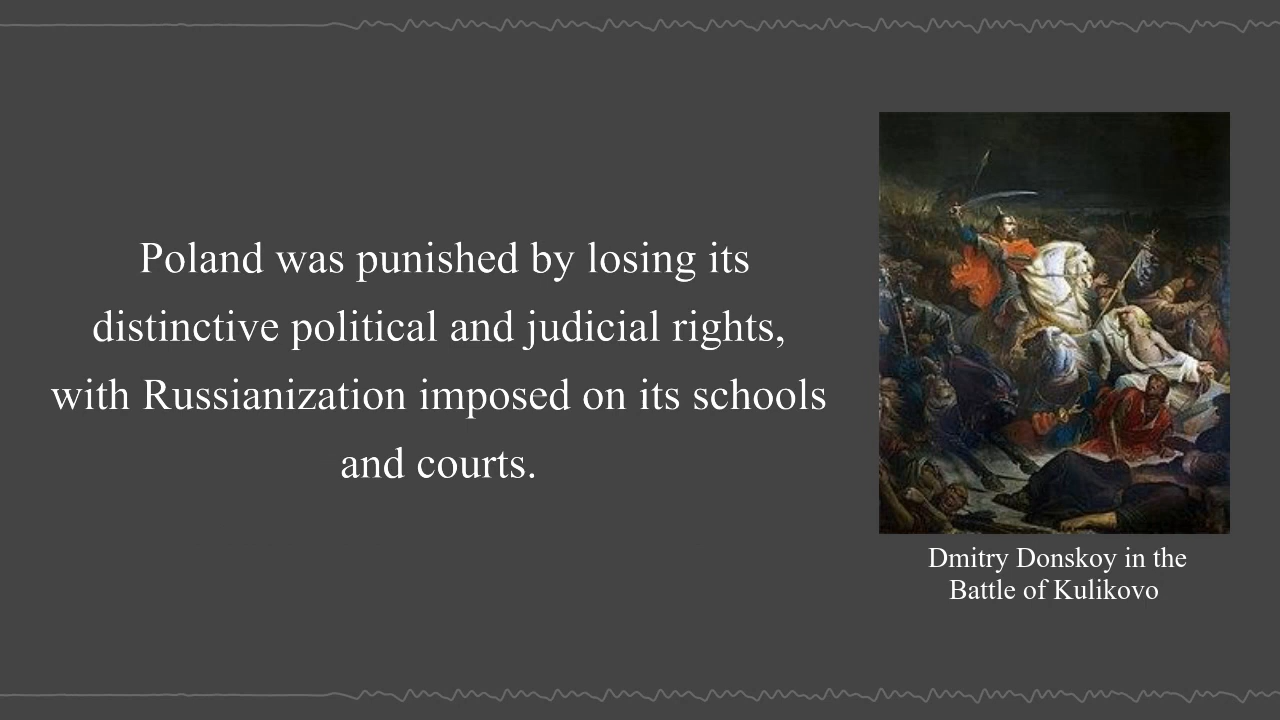 Poland was punished by losing its
distinctive political and judicial rights,
with Russianization imposed on its schools
and courts.
Dmitry Donskoy in the
Battle of Kulikovo